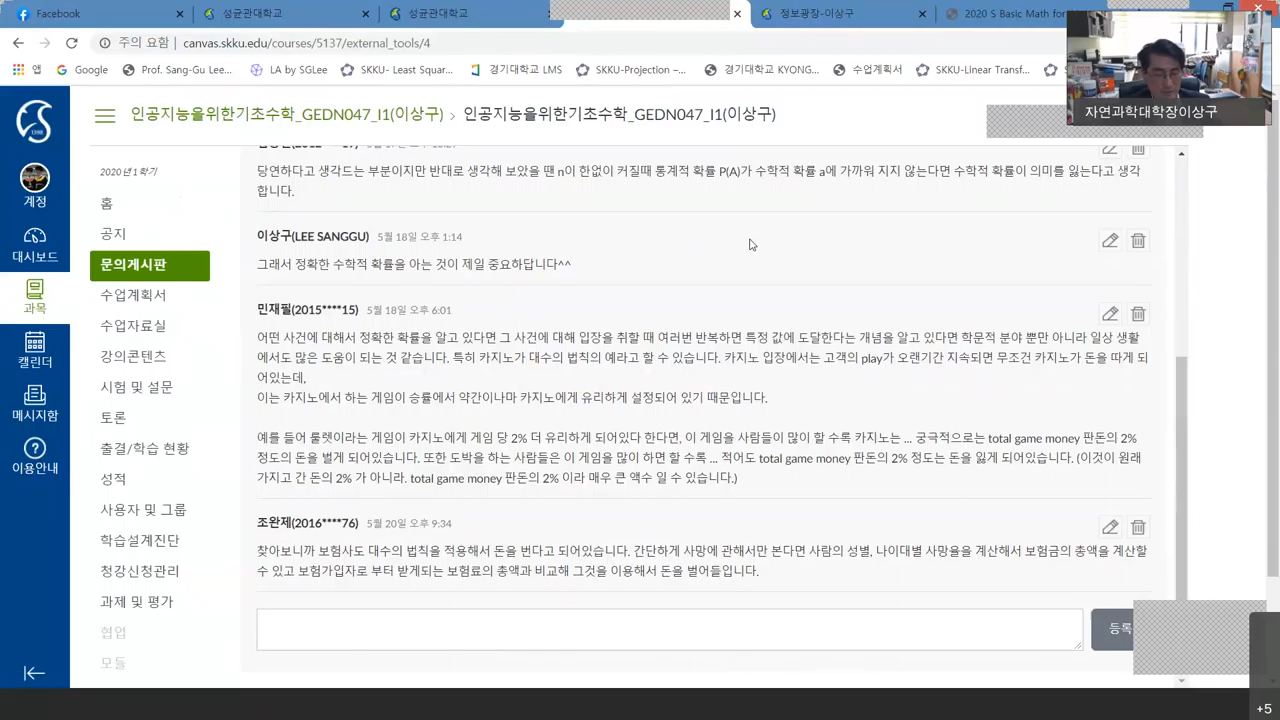 Facebook
성균관대학교
성균관대학교
정보광장-이상구
2020 S Basic Math for
주의 요함
canvas.skku.edu/courses/5137/external_tools/4
앱
Google
Prof. Sang-Gu Lee...
LA by SGLee
SKKU-Least Squar...
경기대학교 LMS
SKKU-Projection –...
경기대학교 KYONG...
수업계획서
SKKU-Linear Transf...
자연과학대학장이상구
인공지능을위한기초수학_GEDN047_I1(이상구) › 인공지능을위한기초수학_GEDN047_I1(이상구)
계정
대시보드
과목
캘린더
메시지함
이용안내
2020년 1학기
홈
공지
문의게시판
수업계획서
수업자료실
강의콘텐츠
시험 및 설문
토론
출결/학습 현황
성적
사용자 및 그룹
학습설계진단
청강신청관리
과제 및 평가
협업
모듈
당연하다고 생각드는 부분이지만 반대로 생각해 보았을 땐 n이 한없이 커질때 통계적 확률 P(A)가 수학적 확률 a에 가까워 지지 않는다면 수학적 확률이 의미를 잃는다고 생각
합니다.
이상구(LEE SANGGU) 5월 18일 오후 1:14
그래서 정확한 수학적 확률을 아는 것이 제일 중요하답니다^^
민재필(2015****15) 5월 18일 오후 6:01
어떤 사건에 대해서 정확한 확률을 알고 있다면 그 사건에 대해 입장을 취할 때 여러번 반복하면 특정 값에 도달한다는 개념을 알고 있다면 학문적 분야 뿐만 아니라 일상 생활
에서도 많은 도움이 되는 것 같습니다. 특히 카지노가 대수의 법칙의 예라고 할 수 있습니다. 카지노 입장에서는 고객의 play가 오랜기간 지속되면 무조건 카지노가 돈을 따게 되
어있는데,
이는 카지노에서 하는 게임이 승률에서 약간이나마 카지노에게 유리하게 설정되어 있기 때문입니다.
예를 들어 룰렛이라는 게임이 카지노에게 게임 당 2% 더 유리하게 되어있다 한다면, 이 게임을 사람들이 많이 할 수록 카지노는 ... 궁극적으로는 total game money 판돈의 2%
정도의 돈을 벌게 되어있습니다. 또한 도박을 하는 사람들은 이 게임을 많이 하면 할 수록 ... 적어도 total game money 판돈의 2% 정도는 돈을 잃게 되어있습니다. (이것이 원래
가지고 간 돈의 2% 가 아니라. total game money 판돈의 2% 이라 매우 큰 액수 일 수 있습니다.)
조완제(2016****76) 5월 20일 오후 9:34
찾아보니까 보험사도 대수의 법칙을 적용해서 돈을 번다고 되어있습니다. 간단하게 사망에 관해서만 본다면 사람의 성별, 나이대별 사망율을 계산해서 보험금의 총액을 계산할
수 있고 보험가입자로 부터 받게되는 보험료의 총액과 비교해 그것을 이용해서 돈을 벌어들입니다.
등록
+5